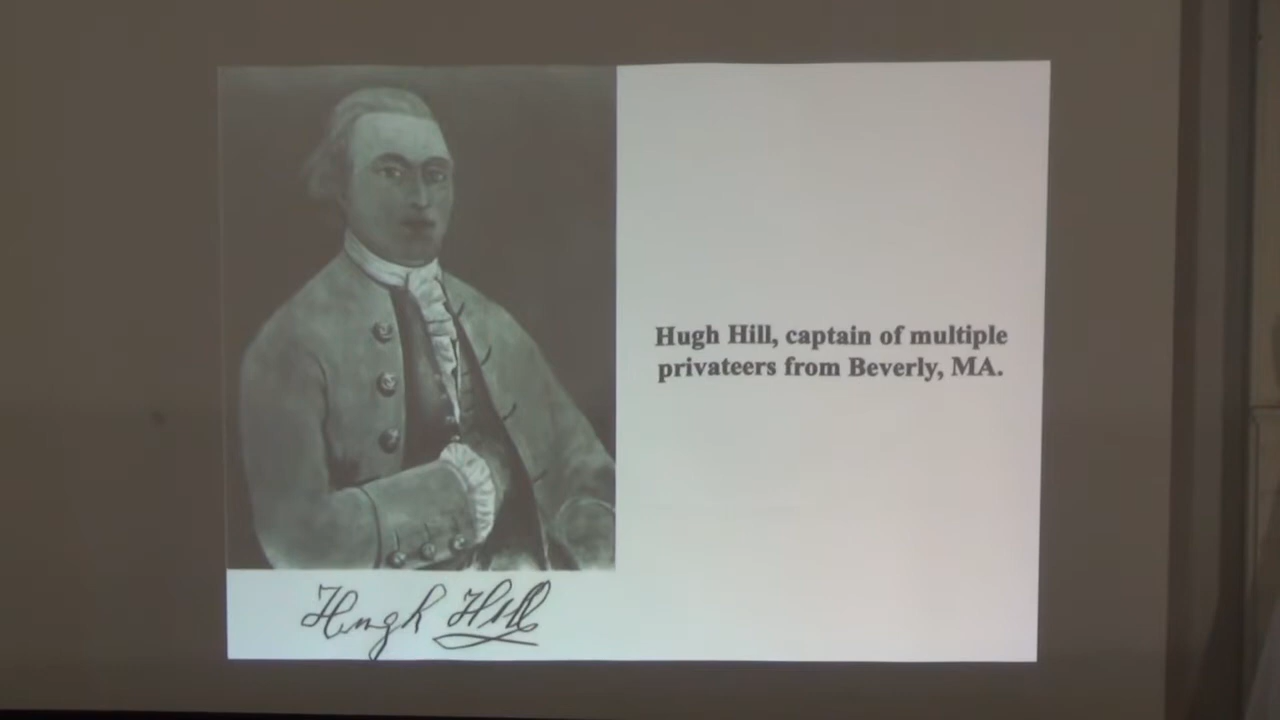 Hugh Hill, captain of multiple
privateers from Beverly, MA.
Hugh Hill